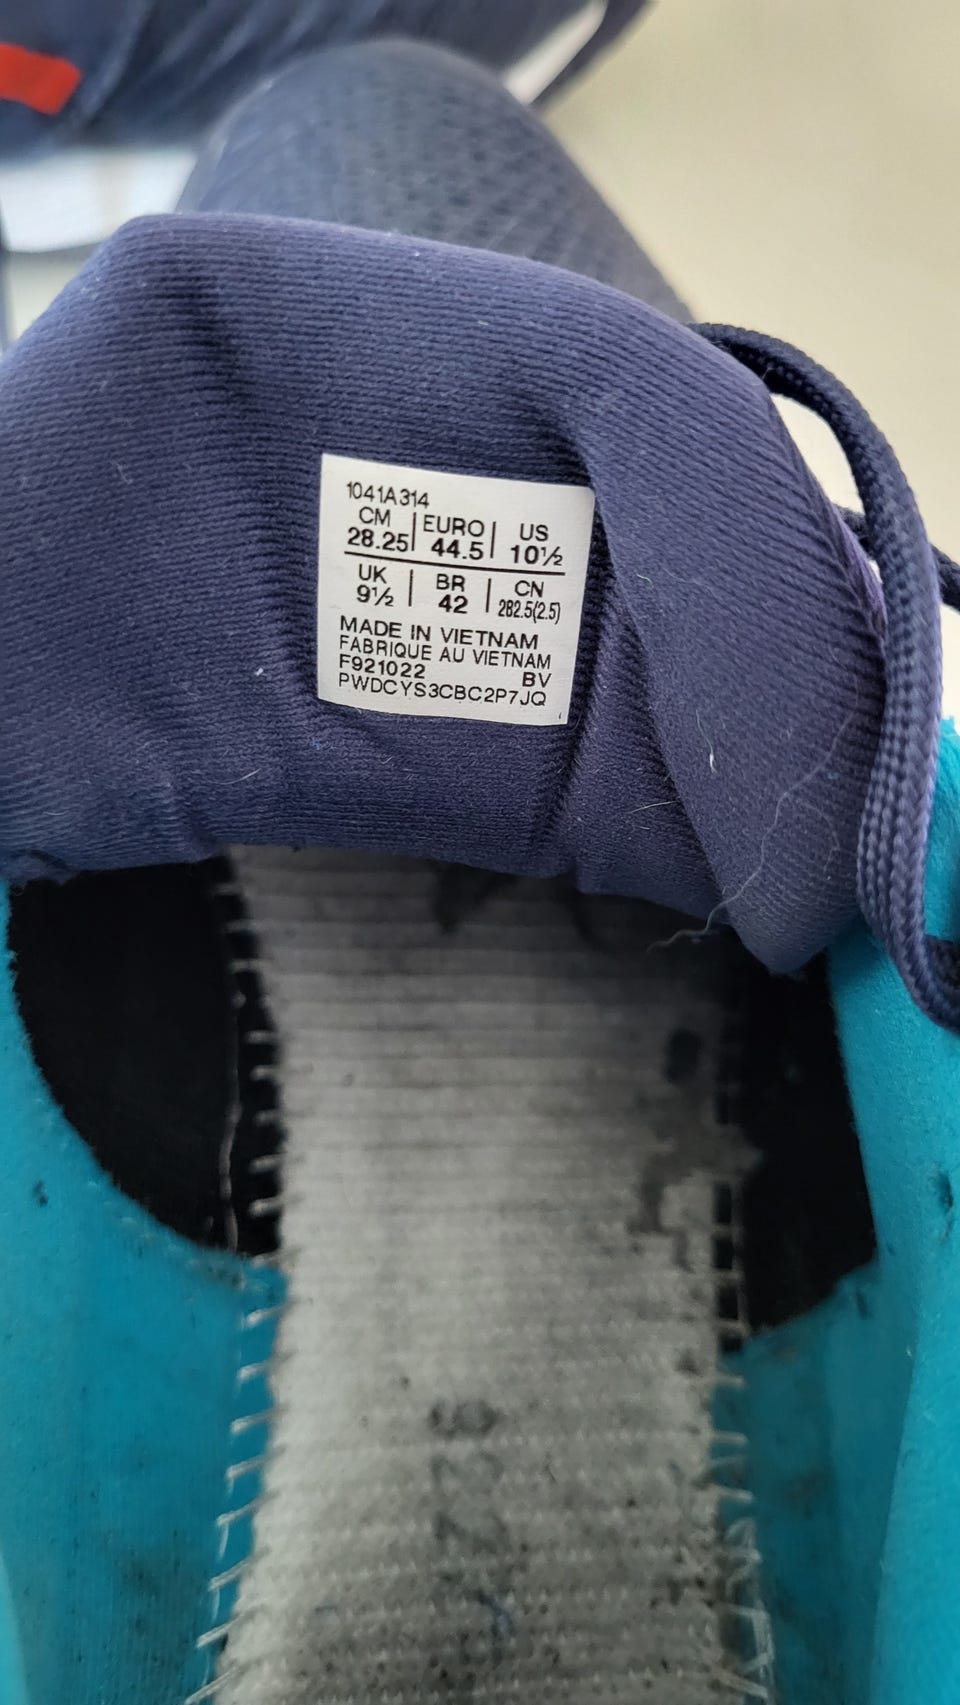 1041A314
CM | EURO | US
28.25 | 44.5 | 10½
UK | BR | CN
9½ | 42 | 282.5(2.5)
MADE IN VIETNAM
FABRIQUE AU VIETNAM
F921022 BV
PWDCYS3CBC2P7JQ